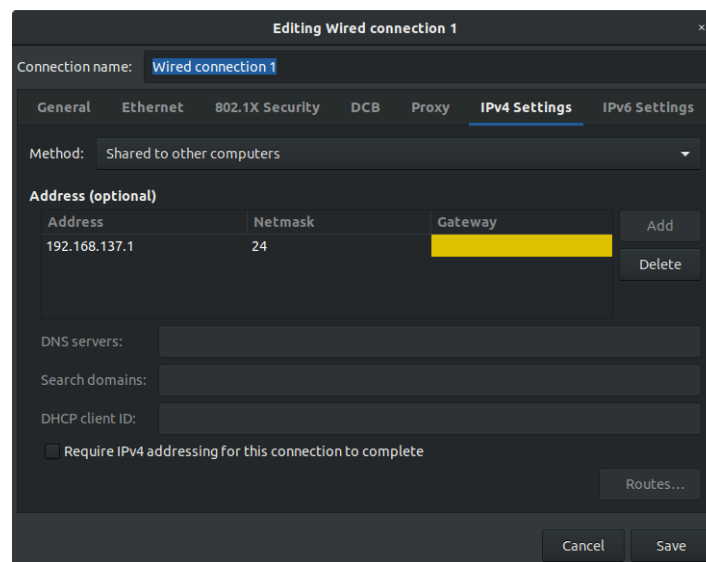 Editing Wired connection 1 ×
Connection name: Wired connection 1
General Ethernet 802.1X Security DCB Proxy IPv4 Settings IPv6 Settings
Method: Shared to other computers
Address (optional)
Address Netmask Gateway Add
192.168.137.1 24
Delete
DNS servers:
Search domains:
DHCP client ID:
Require IPv4 addressing for this connection to complete
Routes...
Cancel Save